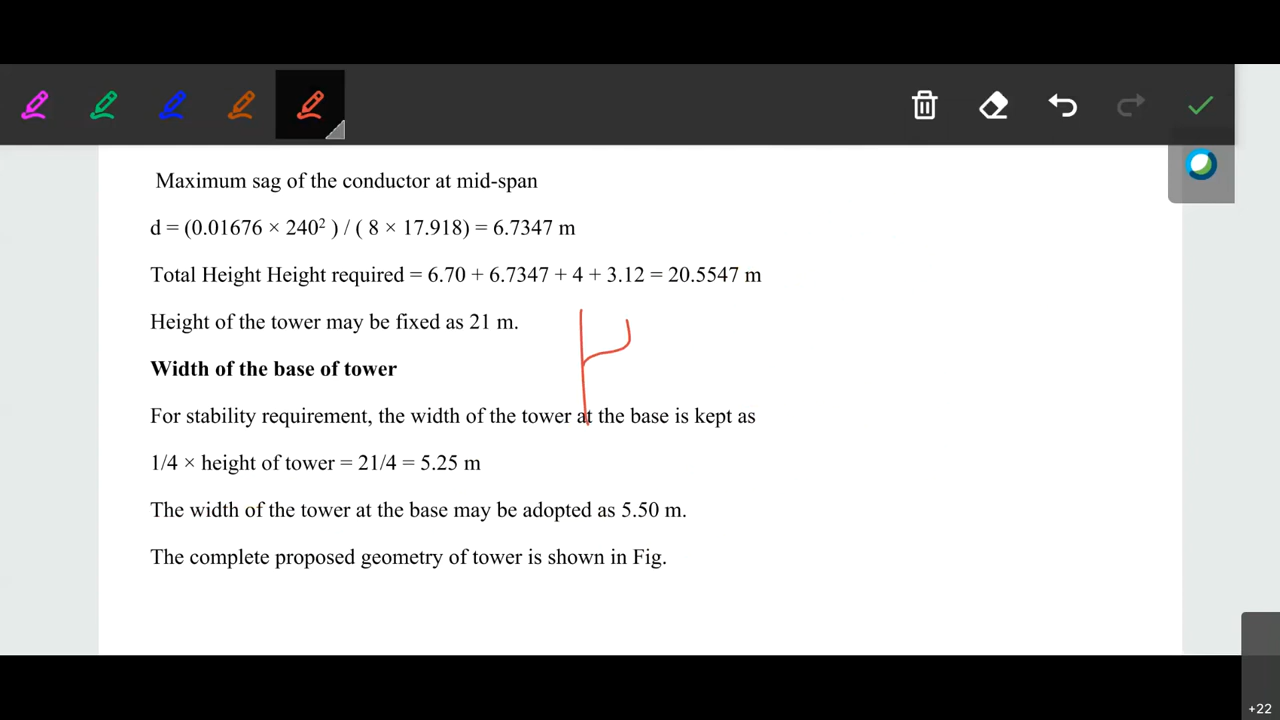 Maximum sag of the conductor at mid-span
d = (0.01676 × 240² ) / ( 8 × 17.918) = 6.7347 m
Total Height Height required = 6.70 + 6.7347 + 4 + 3.12 = 20.5547 m
Height of the tower may be fixed as 21 m.
Width of the base of tower
For stability requirement, the width of the tower at the base is kept as
1/4 × height of tower = 21/4 = 5.25 m
The width of the tower at the base may be adopted as 5.50 m.
The complete proposed geometry of tower is shown in Fig.
+22